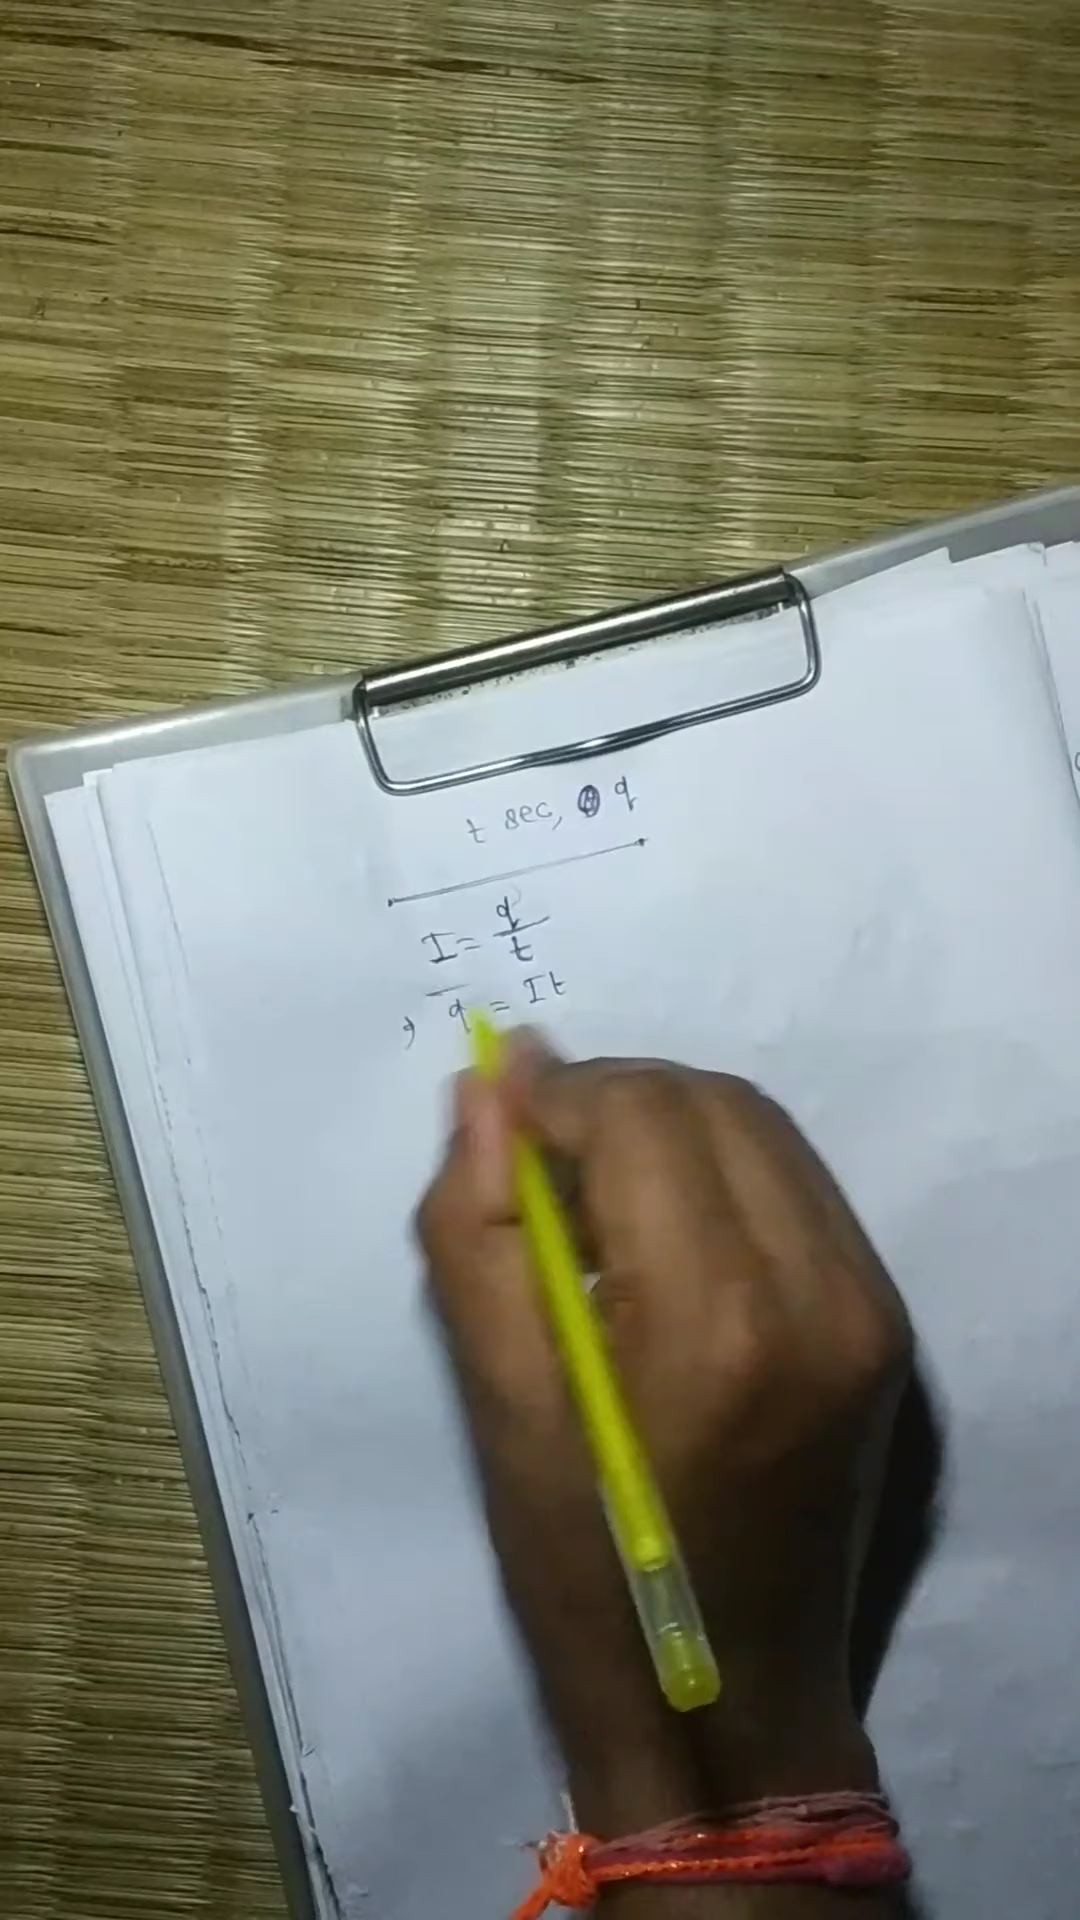 t sec, q
I = q/t
, q = It